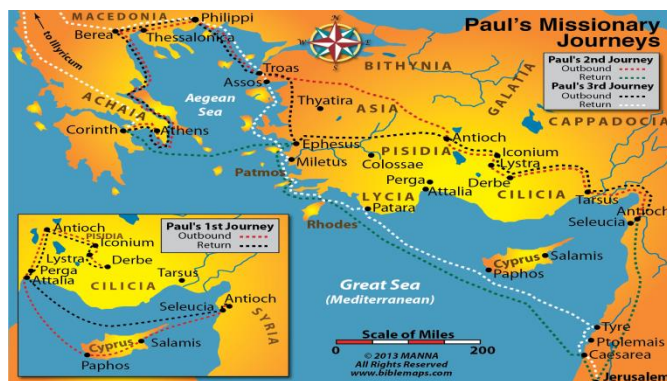 Paul's Missionary
Journeys
MACEDONIA
Philippi
Berea
Thessalonica
to Illyricum
Troas
Assos
BITHYNIA
GALATIA
Paul's 2nd Journey
Outbound
Return
Paul's 3rd Journey
Outbound
Return
Aegean
Sea
Thyatira
ASIA
CAPPADOCIA
ACHAIA
Corinth
Athens
Ephesus
Miletus
PISIDIA
Colossae
Antioch
Iconium
Lystra
Derbe
Patmos
Perga
Attalia
CILICIA
Tarsus
Seleucia
Antioch
LYCIA
Patara
Rhodes
Cyprus
Salamis
Paphos
Great Sea
(Mediterranean)
Tyre
Ptolemais
Caesarea
Jerusalem
Scale of Miles
0
200
© 2013 MANNA
www.biblemaps.com
Paul's 1st Journey
Outbound
Return
Antioch
PISIDIA
Iconium
Lystra
Derbe
Perga
Attalia
CILICIA
Tarsus
Seleucia
Antioch
SYRIA
Cyprus
Salamis
Paphos